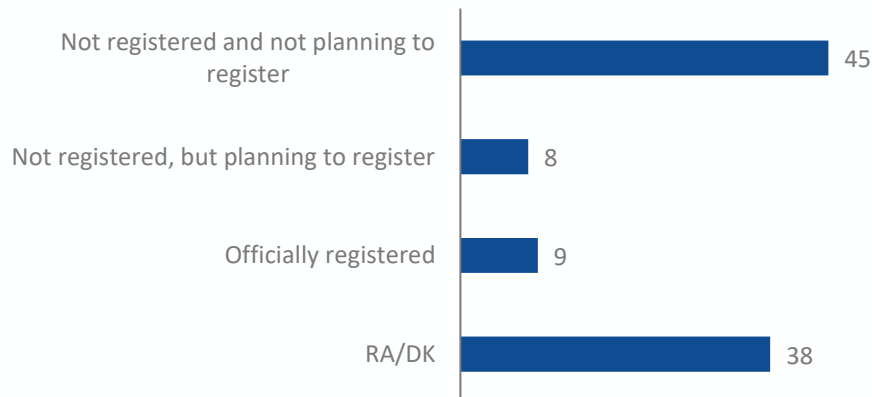 Not registered and not planning to
register
45
Not registered, but planning to register
8
Officially registered
9
RA/DK
38